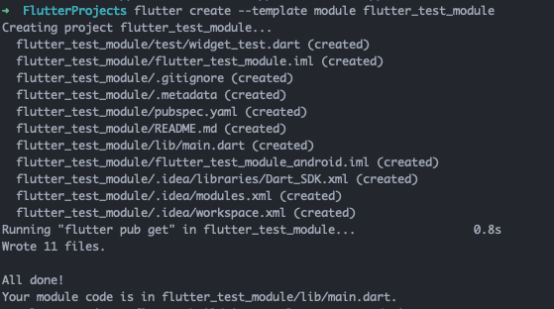 ➜ FlutterProjects flutter create --template module flutter_test_module
Creating project flutter_test_module...
flutter_test_module/test/widget_test.dart (created)
flutter_test_module/flutter_test_module.iml (created)
flutter_test_module/.gitignore (created)
flutter_test_module/.metadata (created)
flutter_test_module/pubspec.yaml (created)
flutter_test_module/README.md (created)
flutter_test_module/lib/main.dart (created)
flutter_test_module/flutter_test_module_android.iml (created)
flutter_test_module/.idea/libraries/Dart_SDK.xml (created)
flutter_test_module/.idea/modules.xml (created)
flutter_test_module/.idea/workspace.xml (created)
Running "flutter pub get" in flutter_test_module... 0.8s
Wrote 11 files.
All done!
Your module code is in flutter_test_module/lib/main.dart.